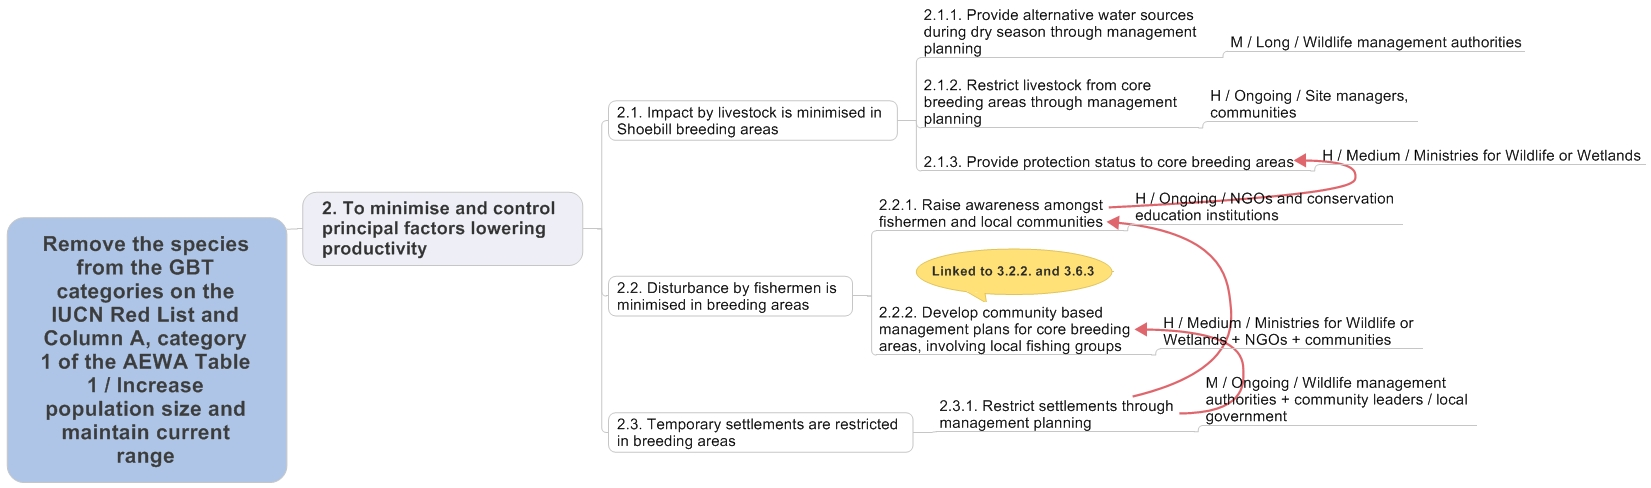 Remove the species
from the GBT
categories on the
IUCN Red List and
Column A, category
1 of the AEWA Table
1 / Increase
population size and
maintain current
range
2. To minimise and control
principal factors lowering
productivity
2.1. Impact by livestock is minimised in
Shoebill breeding areas
2.1.1. Provide alternative water sources
during dry season through management
planning
M / Long / Wildlife management authorities
2.1.2. Restrict livestock from core
breeding areas through management
planning
H / Ongoing / Site managers,
communities
2.1.3. Provide protection status to core breeding areas
H / Medium / Ministries for Wildlife or Wetlands
2.2. Disturbance by fishermen is
minimised in breeding areas
2.2.1. Raise awareness amongst
fishermen and local communities
H / Ongoing / NGOs and conservation
education institutions
Linked to 3.2.2. and 3.6.3
2.2.2. Develop community based
management plans for core breeding
areas, involving local fishing groups
H / Medium / Ministries for Wildlife or
Wetlands + NGOs + communities
2.3. Temporary settlements are restricted
in breeding areas
2.3.1. Restrict settlements through
management planning
M / Ongoing / Wildlife management
authorities + community leaders / local
government